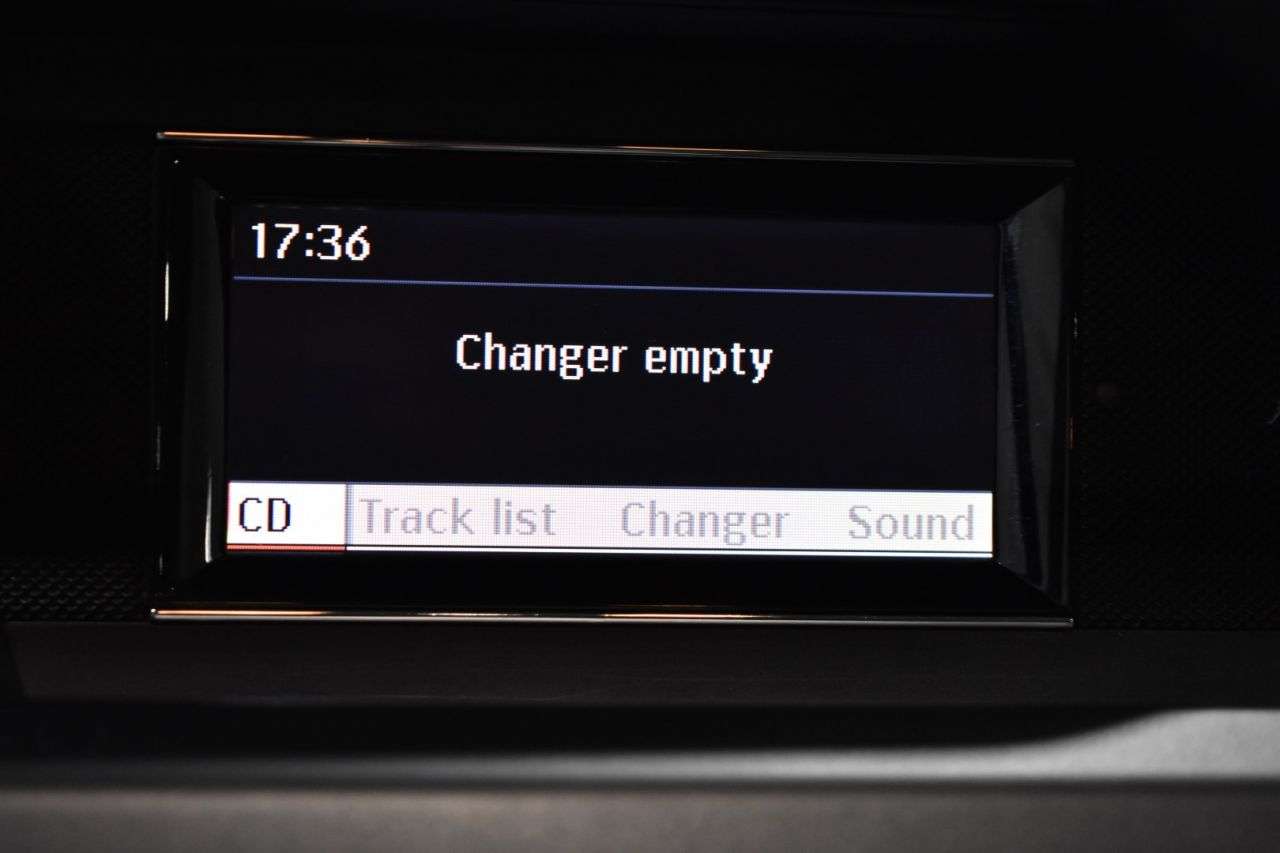 17:36
Changer empty
CD Track list Changer Sound